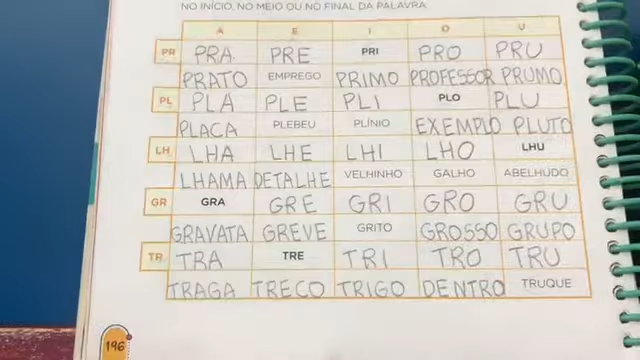 NO INÍCIO, NO MEIO OU NO FINAL DA PALAVRA
A E I O U
PR PRA PRE PRI PRO PRU
PRATO EMPREGO PRIMO PROFESSOR PRUMO
PL PLA PLE PLI PLO PLU
PLACA PLEBEU PLÍNIO EXEMPLO PLUTO
LH LHA LHE LHI LHO LHU
LHAMA DETALHE VELHINHO GALHO ABELHUDO
GR GRA GRE GRI GRO GRU
GRAVATA GREVE GRITO GROSSO GRUPO
TR TRA TRE TRI TRO TRU
TRAGA TRECO TRIGO DENTRO TRUQUE
196